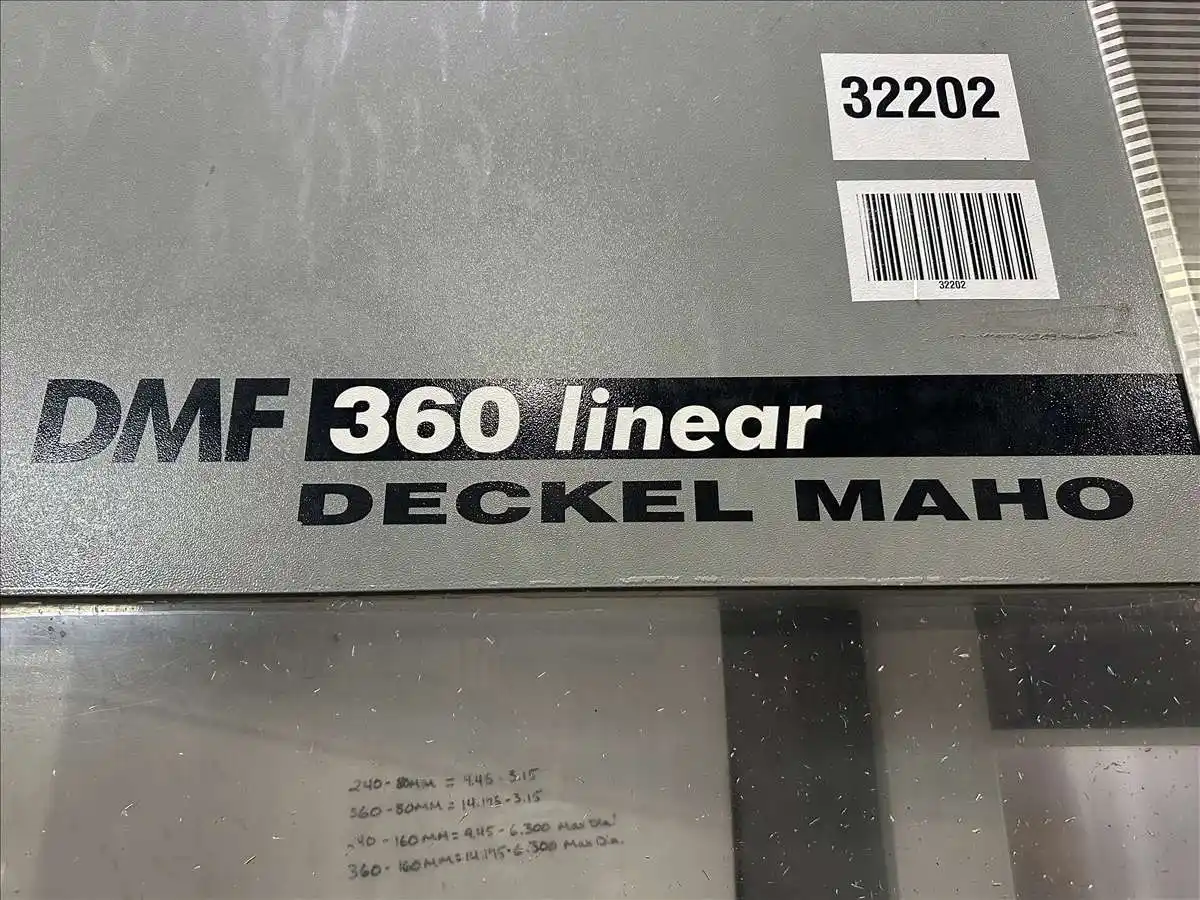 32202
32202
DMF 360 linear
DECKEL MAHO
240-80MM = 9.45-3.15
360-80MM = 14.175-3.15
40-160MM = 9.45-6.300 Max Dia.
360-160MM = 14.175-6.300 Max Dia.